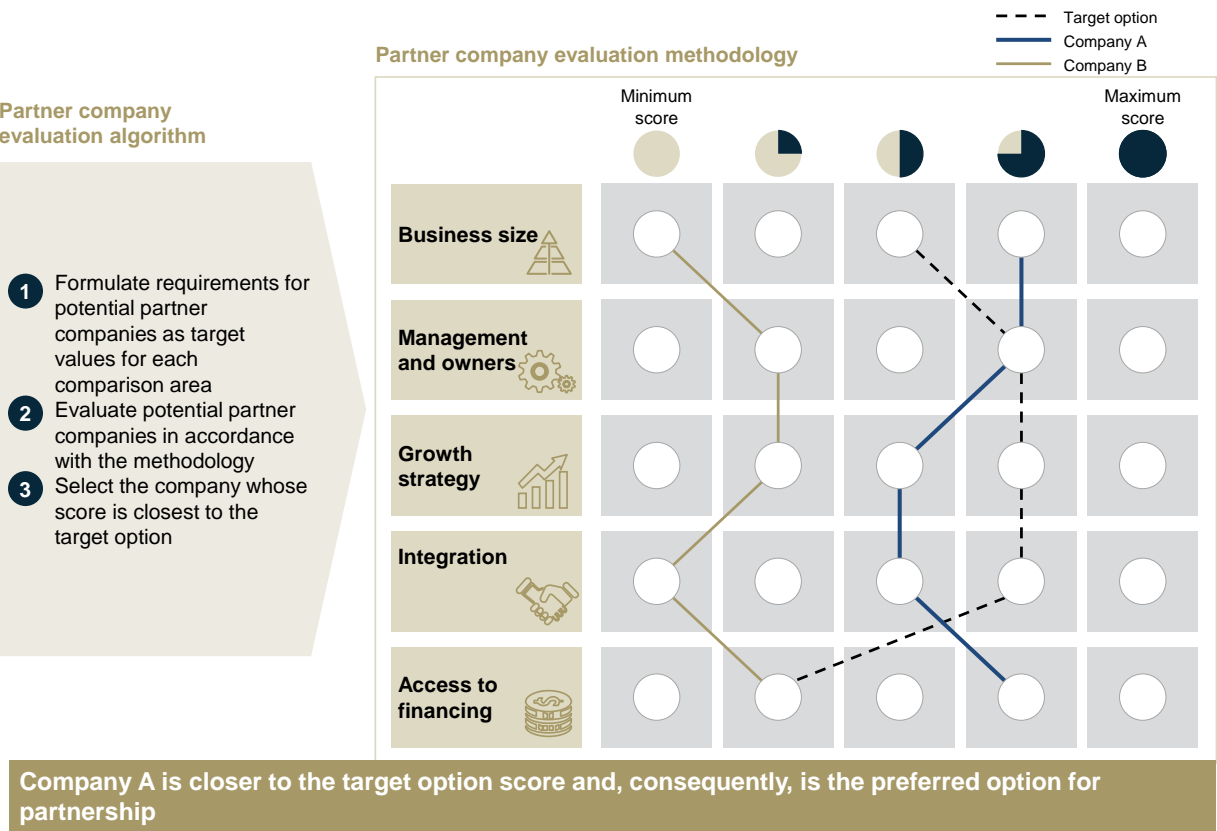 Target option
Company A
Company B
Partner company evaluation methodology
Partner company
evaluation algorithm
Minimum
score
Maximum
score
1 Formulate requirements for
potential partner
companies as target
values for each
comparison area
2 Evaluate potential partner
companies in accordance
with the methodology
3 Select the company whose
score is closest to the
target option
Business size
Management
and owners
Growth
strategy
Integration
Access to
financing
Company A is closer to the target option score and, consequently, is the preferred option for
partnership